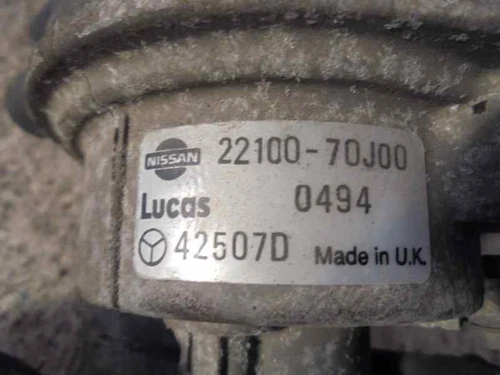 NISSAN 22100-70J00
Lucas 0494
42507D Made in U.K.